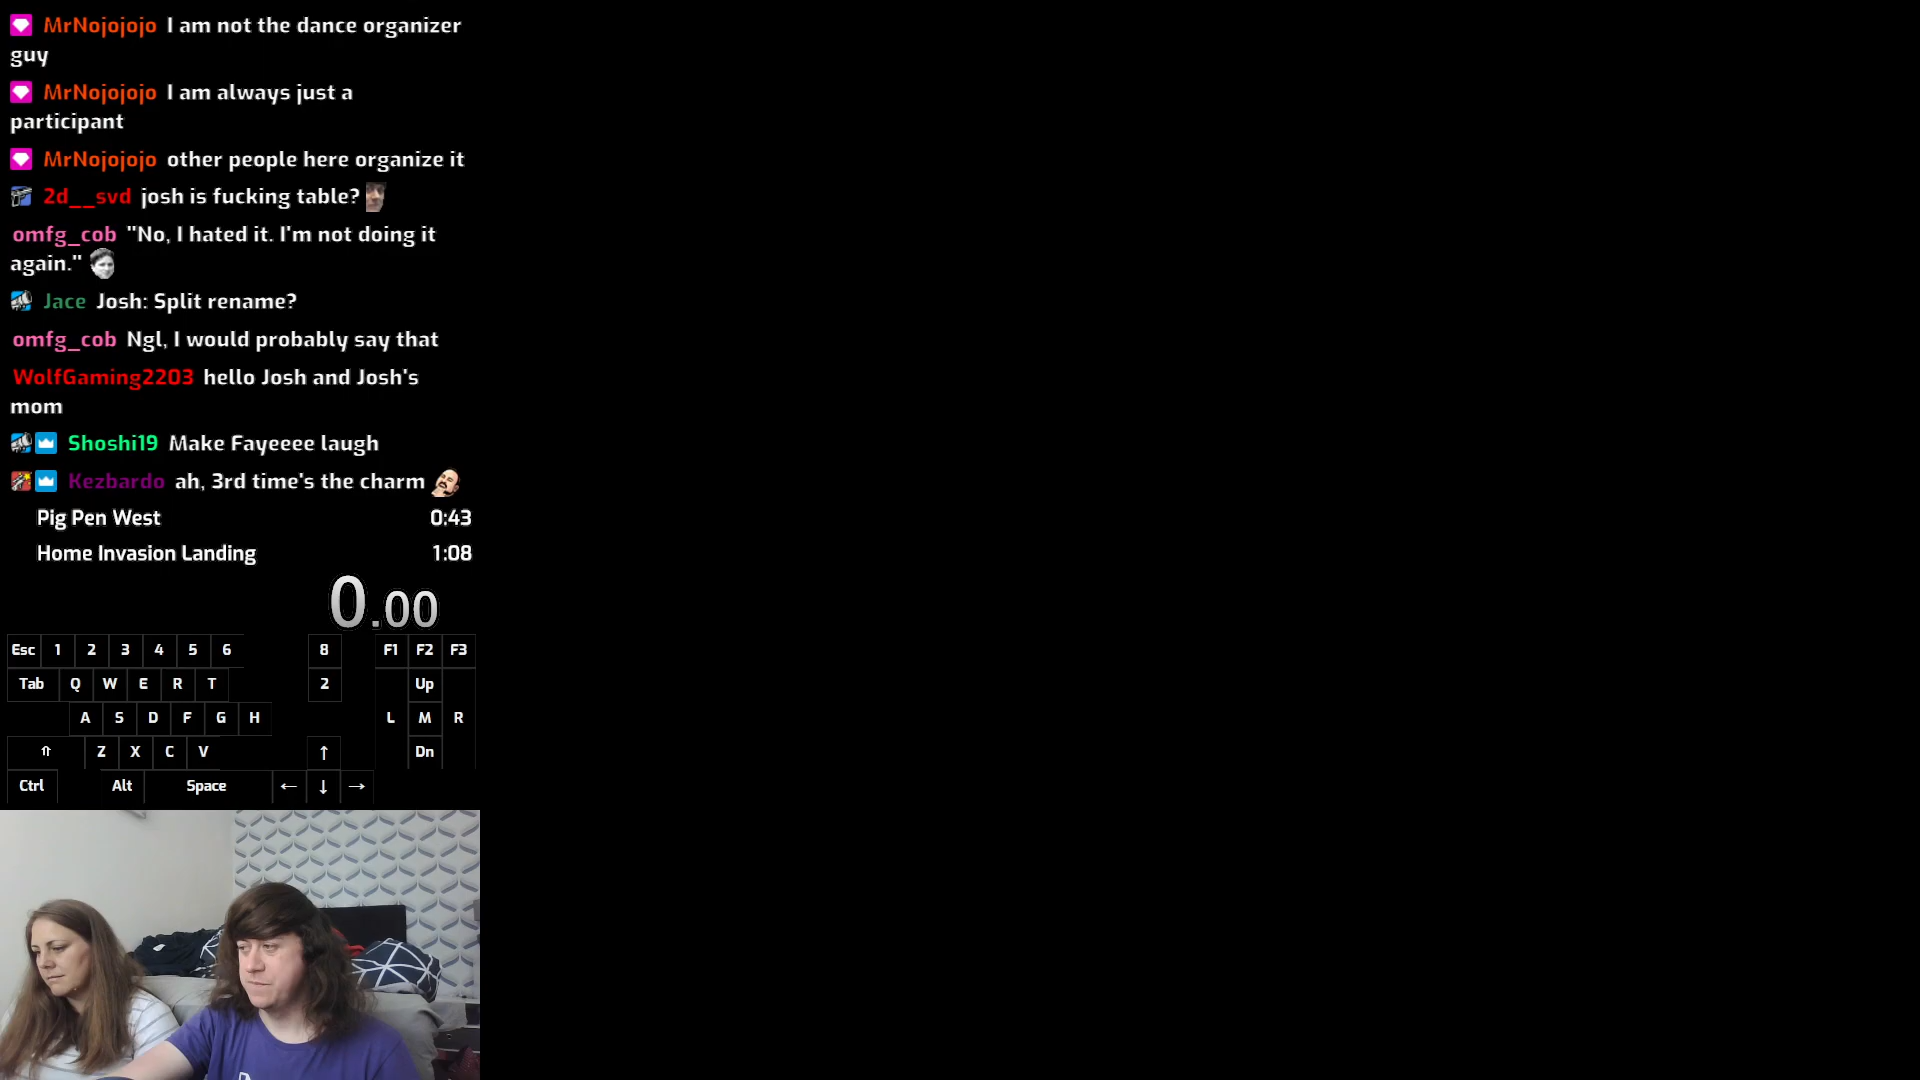 MrNojojojo I am not the dance organizer
guy
MrNojojojo I am always just a
participant
MrNojojojo other people here organize it
2d__svd josh is fucking table?
omfg_cob "No, I hated it. I'm not doing it
again."
Jace Josh: Split rename?
omfg_cob Ngl, I would probably say that
WolfGaming2203 hello Josh and Josh's
mom
Shoshi19 Make Fayeeee laugh
Kezbardo ah, 3rd time's the charm
Pig Pen West 0:43
Home Invasion Landing 1:08
0.00
Esc 1 2 3 4 5 6 8 F1 F2 F3
Tab Q W E R T 2 Up
A S D F G H L M R
⇧ Z X C V ↑ Dn
Ctrl Alt Space ← ↓ →